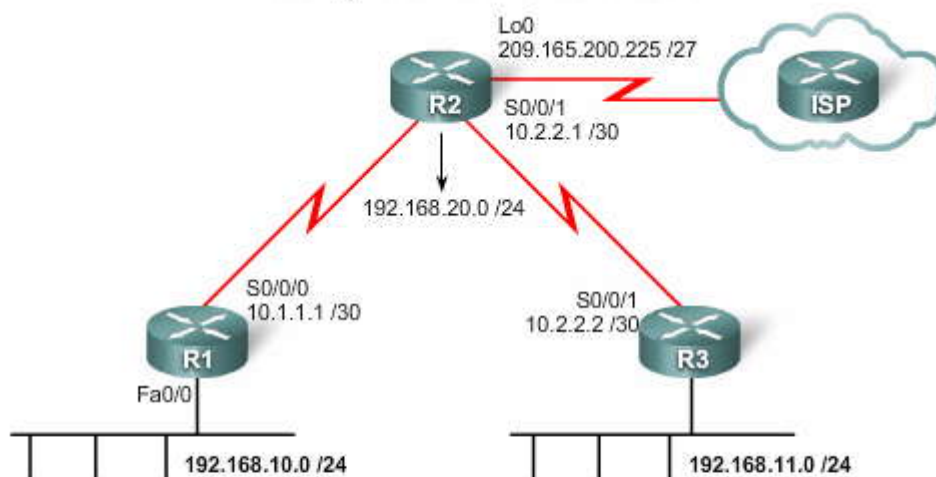 Lo0
209.165.200.225 /27
R2
ISP
S0/0/1
10.2.2.1 /30
192.168.20.0 /24
S0/0/0
10.1.1.1 /30
S0/0/1
10.2.2.2 /30
R1
R3
Fa0/0
192.168.10.0 /24
192.168.11.0 /24